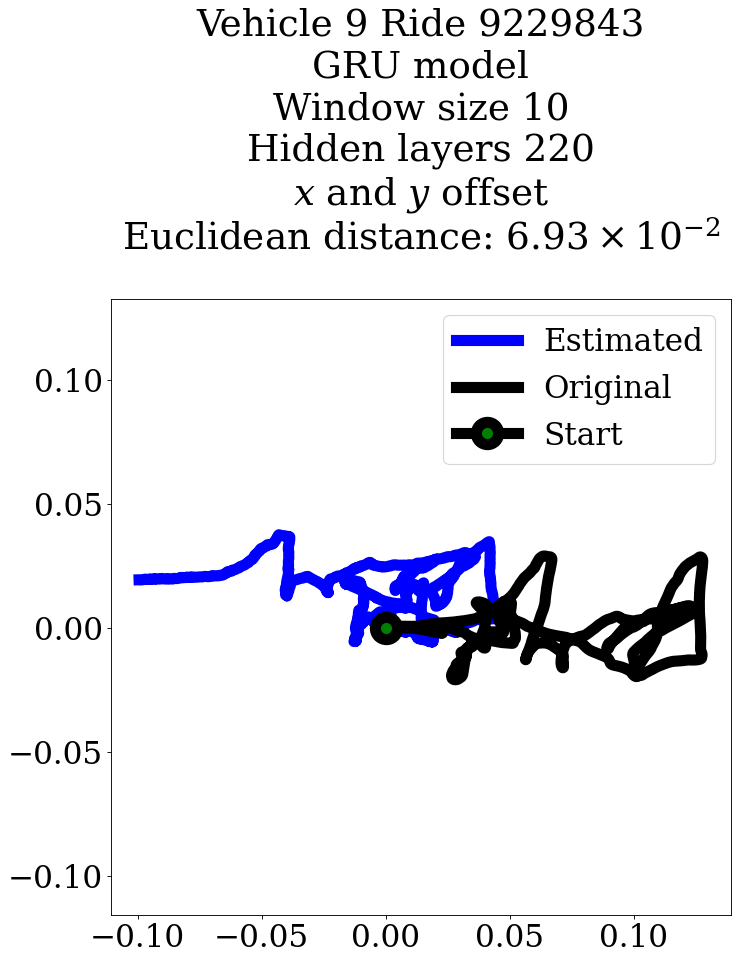 Vehicle 9 Ride 9229843
GRU model
Window size 10
Hidden layers 220
x and y offset
Euclidean distance: 6.93 × 10⁻²
Estimated
Original
Start
0.10
0.05
0.00
−0.05
−0.10
−0.10 −0.05 0.00 0.05 0.10